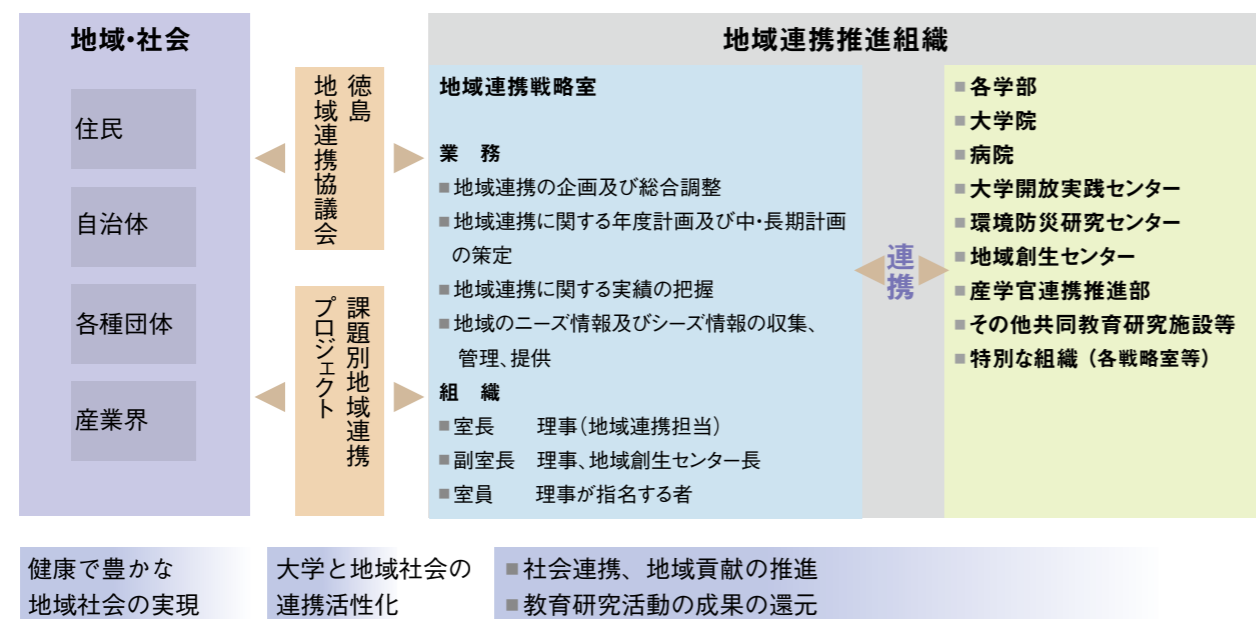 地域・社会
住民
自治体
各種団体
産業界
徳島
地域連携協議会
課題別地域連携
プロジェクト
地域連携推進組織
地域連携戦略室
業 務
■地域連携の企画及び総合調整
■地域連携に関する年度計画及び中・長期計画
の策定
■地域連携に関する実績の把握
■地域のニーズ情報及びシーズ情報の収集、
管理、提供
組 織
■室長 理事(地域連携担当)
■副室長 理事、地域創生センター長
■室員 理事が指名する者
連携
■各学部
■大学院
■病院
■大学開放実践センター
■環境防災研究センター
■地域創生センター
■産学官連携推進部
■その他共同教育研究施設等
■特別な組織（各戦略室等）
健康で豊かな
地域社会の実現
大学と地域社会の
連携活性化
■社会連携、地域貢献の推進
■教育研究活動の成果の還元